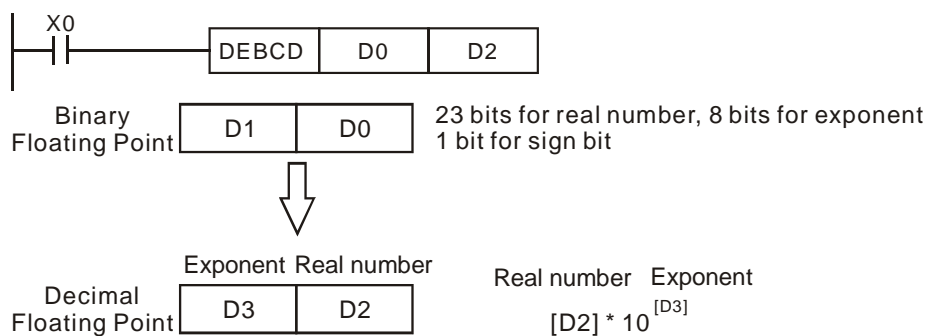 X0
DEBCD D0 D2
Binary
Floating Point
D1 D0
23 bits for real number, 8 bits for exponent
1 bit for sign bit
Exponent Real number
Decimal
Floating Point
D3 D2
Real number Exponent
[D2] * 10[D3]